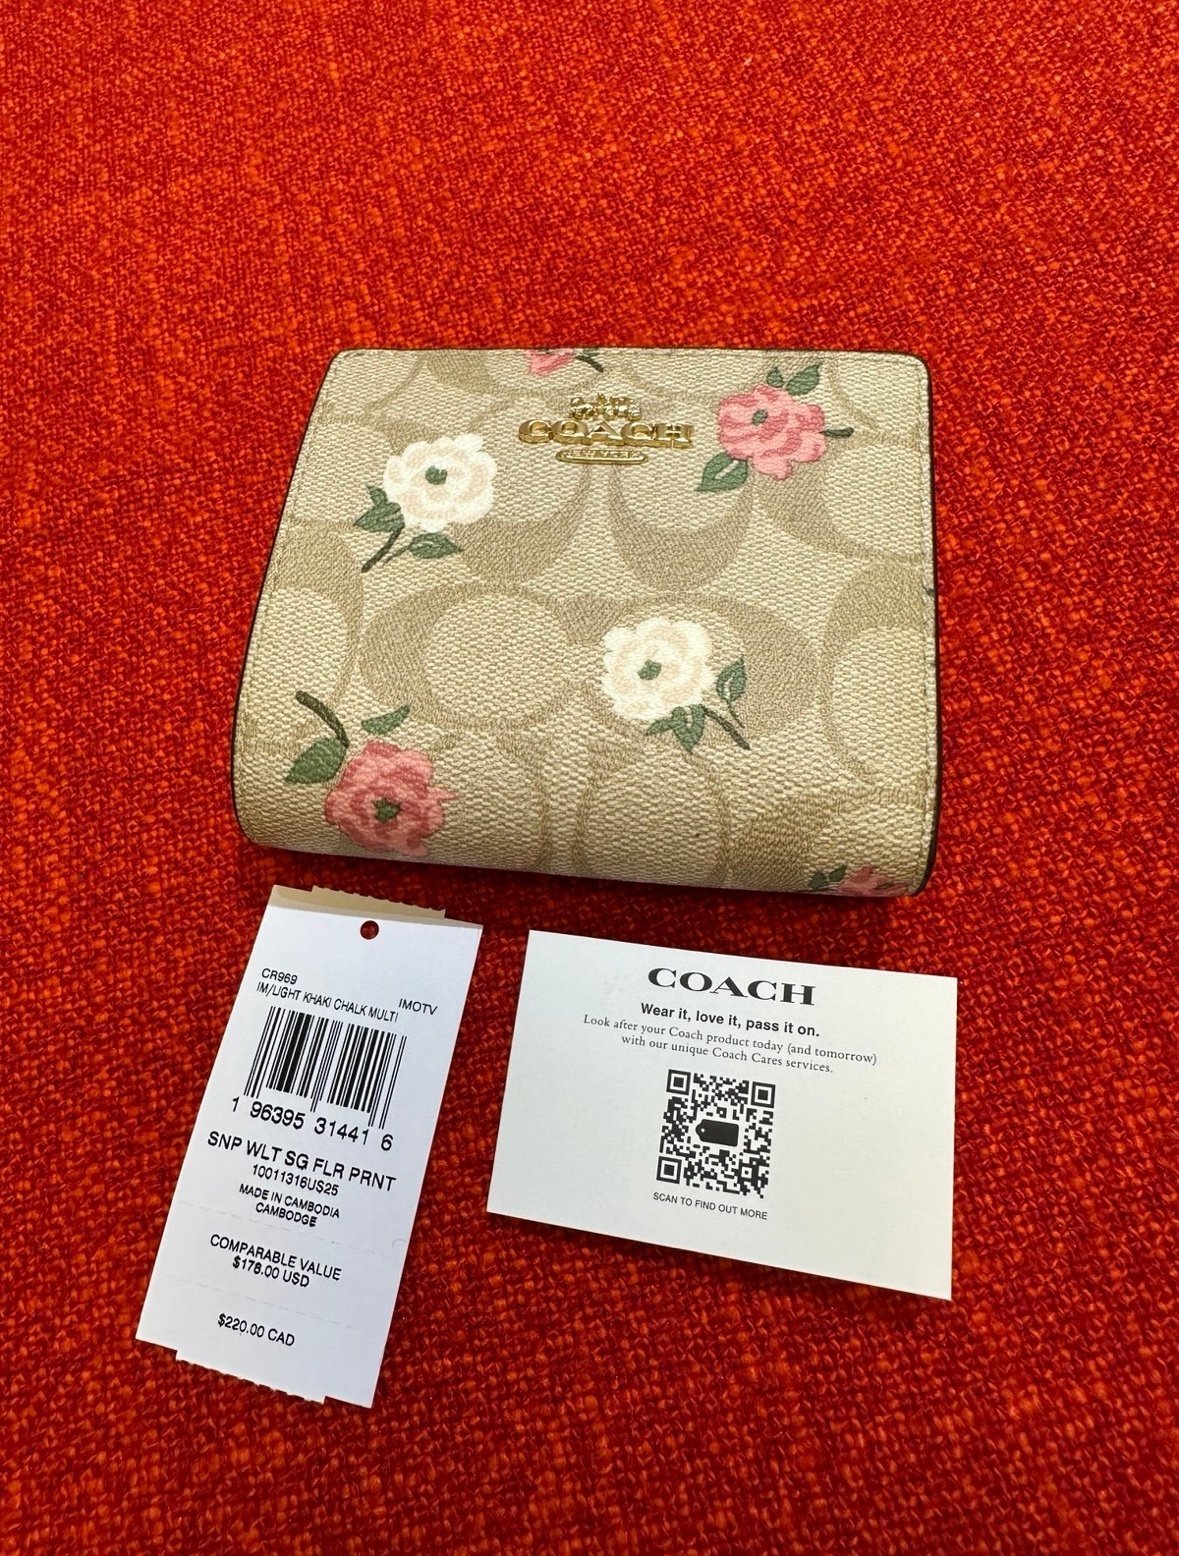 COACH
NEW YORK
CR969
IM/LIGHT KHAKI CHALK MULTI
IMOTV
1 96395 31441 6
SNP WLT SG FLR PRNT
10011316US25
MADE IN CAMBODIA
CAMBODGE
COMPARABLE VALUE
$178.00 USD
$220.00 CAD
COACH
Wear it, love it, pass it on.
Look after your Coach product today (and tomorrow)
with our unique Coach Cares services.
SCAN TO FIND OUT MORE